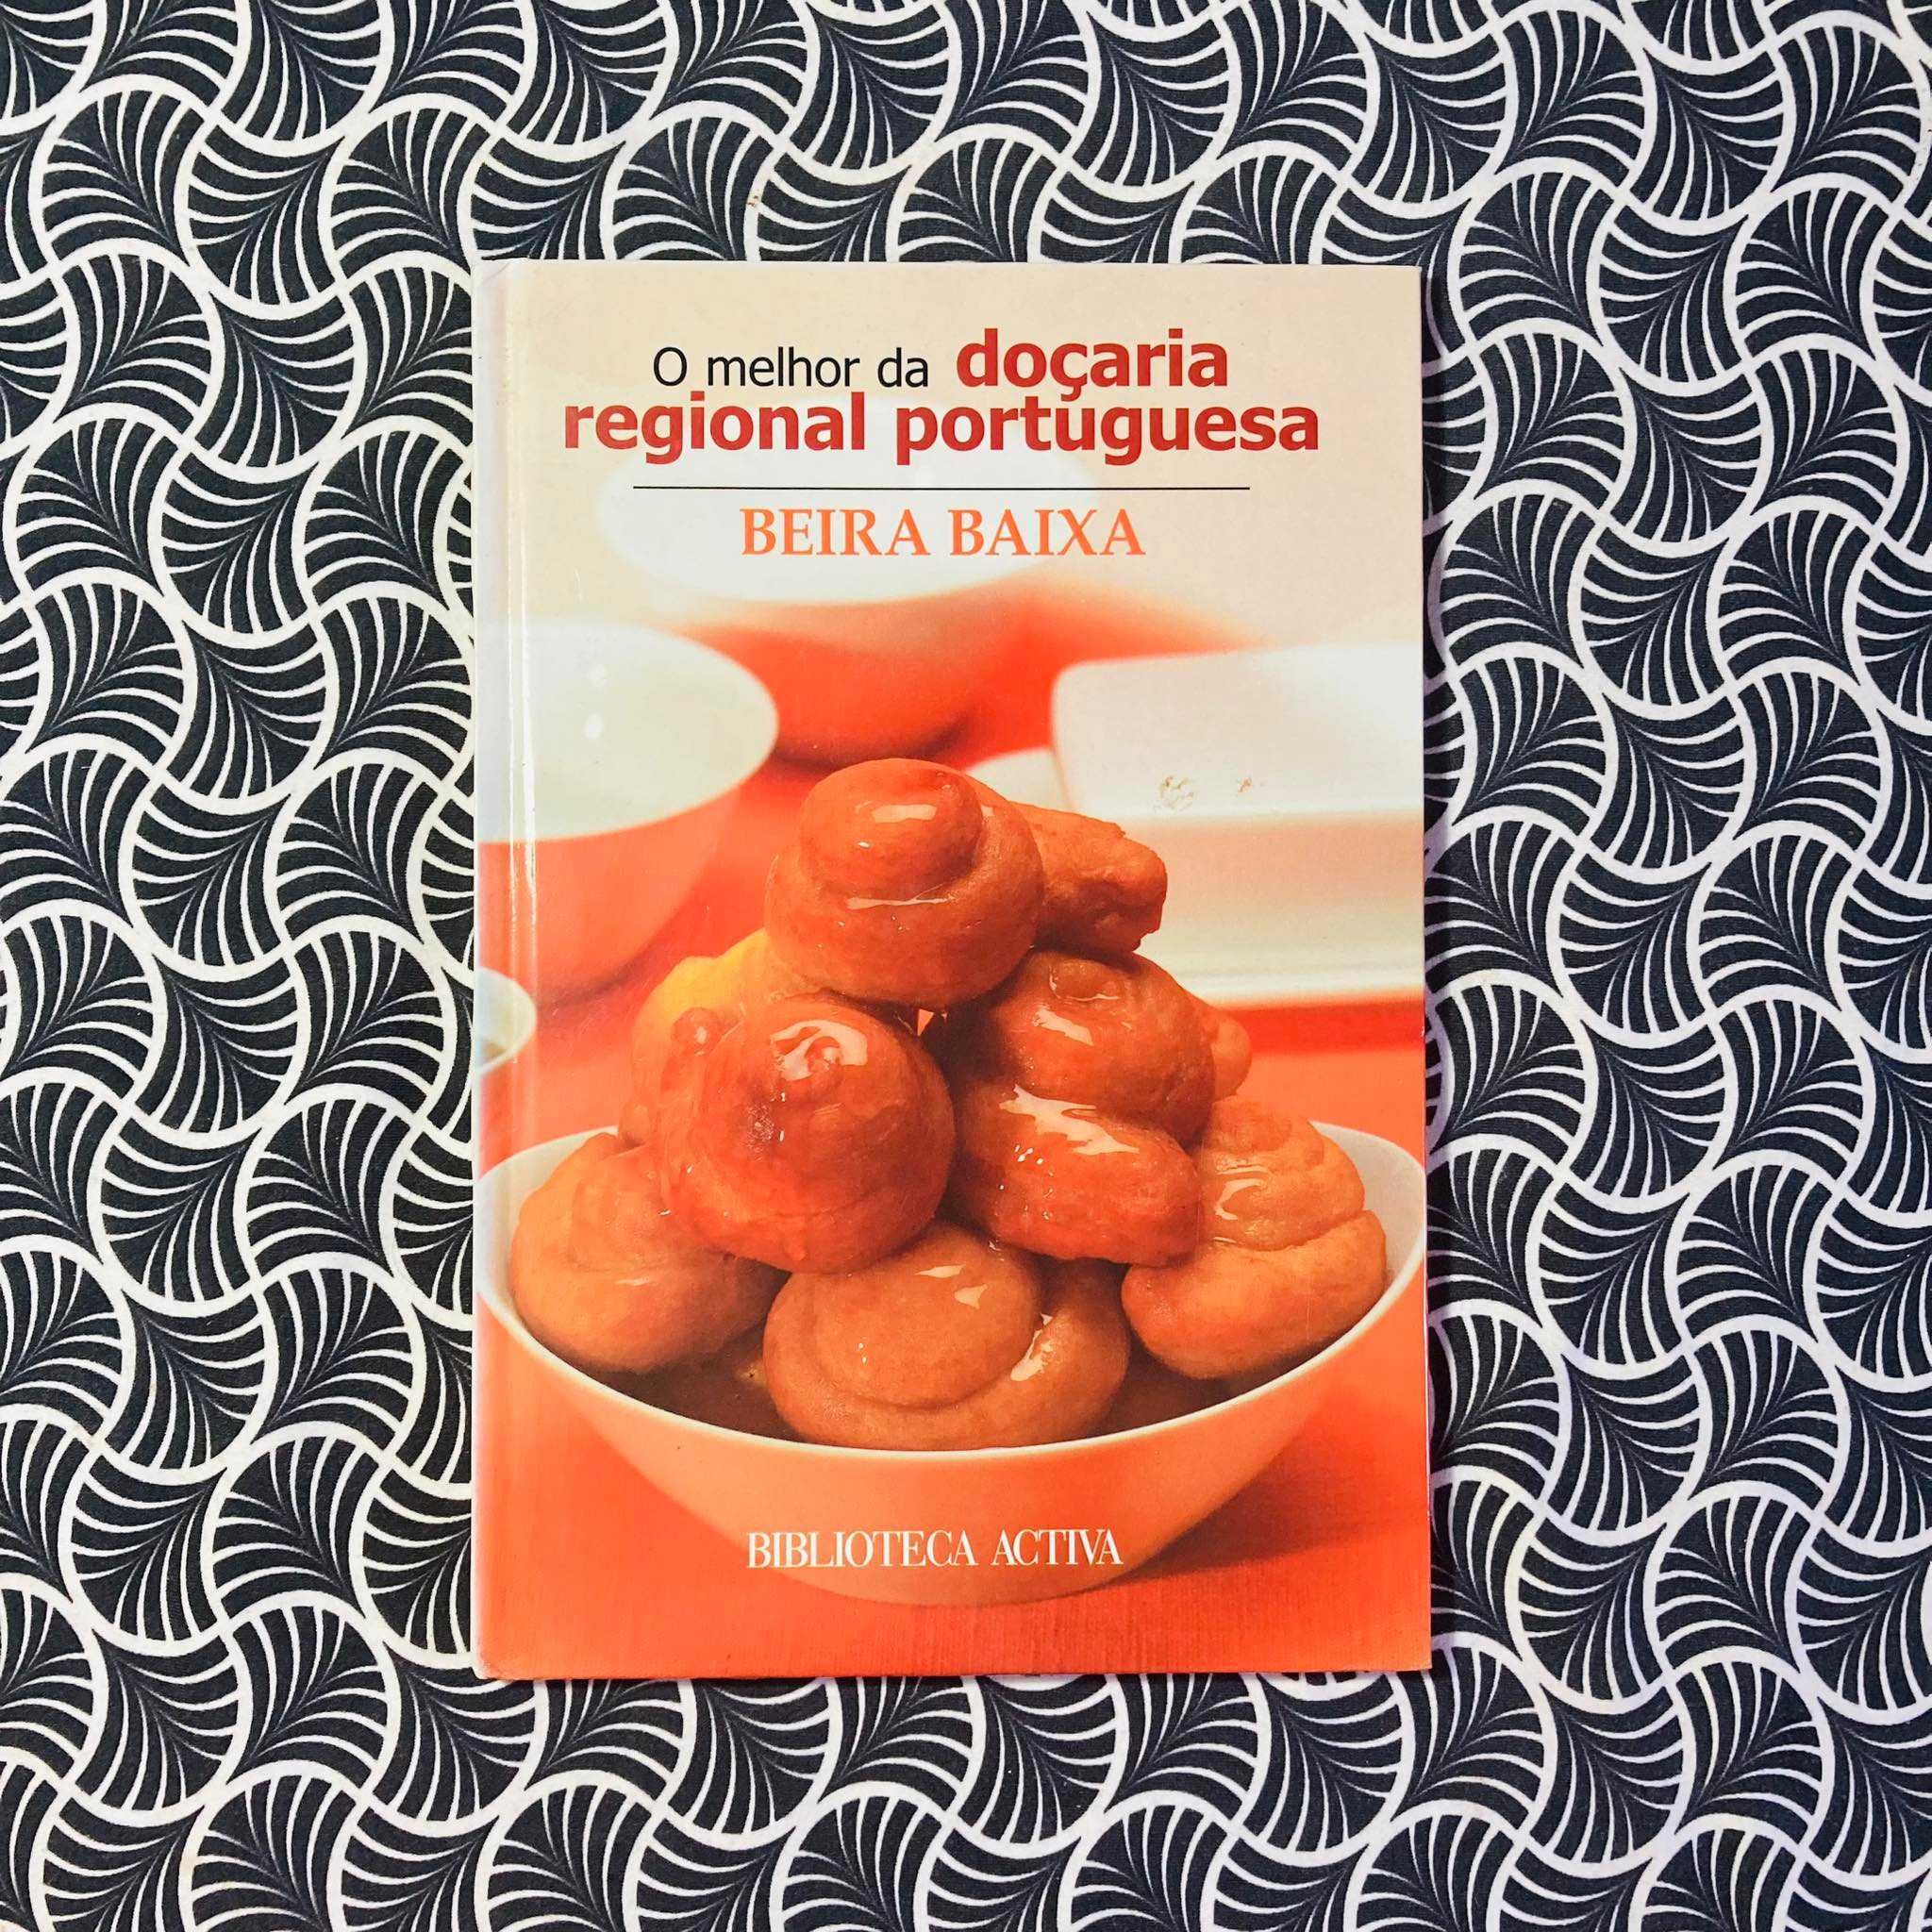 O melhor da doçaria
regional portuguesa
BEIRA BAIXA
BIBLIOTECA ACTIVA